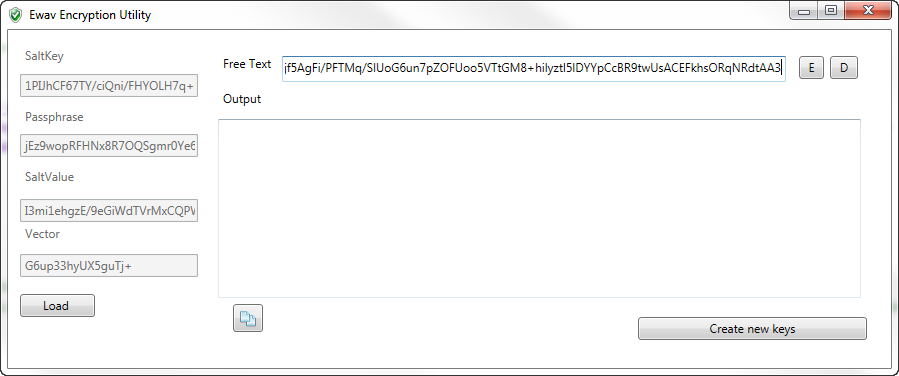 Ewav Encryption Utility
SaltKey
1PIJhCF67TY/ciQni/FHYOLH7q+
Passphrase
jEz9wopRFHNx8R7OQSgmr0Ye6
SaltValue
I3mi1ehgzE/9eGiWdTVrMxCQPW
Vector
G6up33hyUX5guTj+
Load
Free Text
jf5AgFi/PFTMq/SIUoG6un7pZOFUoo5VTtGM8+hilyztI5IDYYpCcBR9twUsACEFkhsORqNRdtAA3
E
D
Output
Create new keys